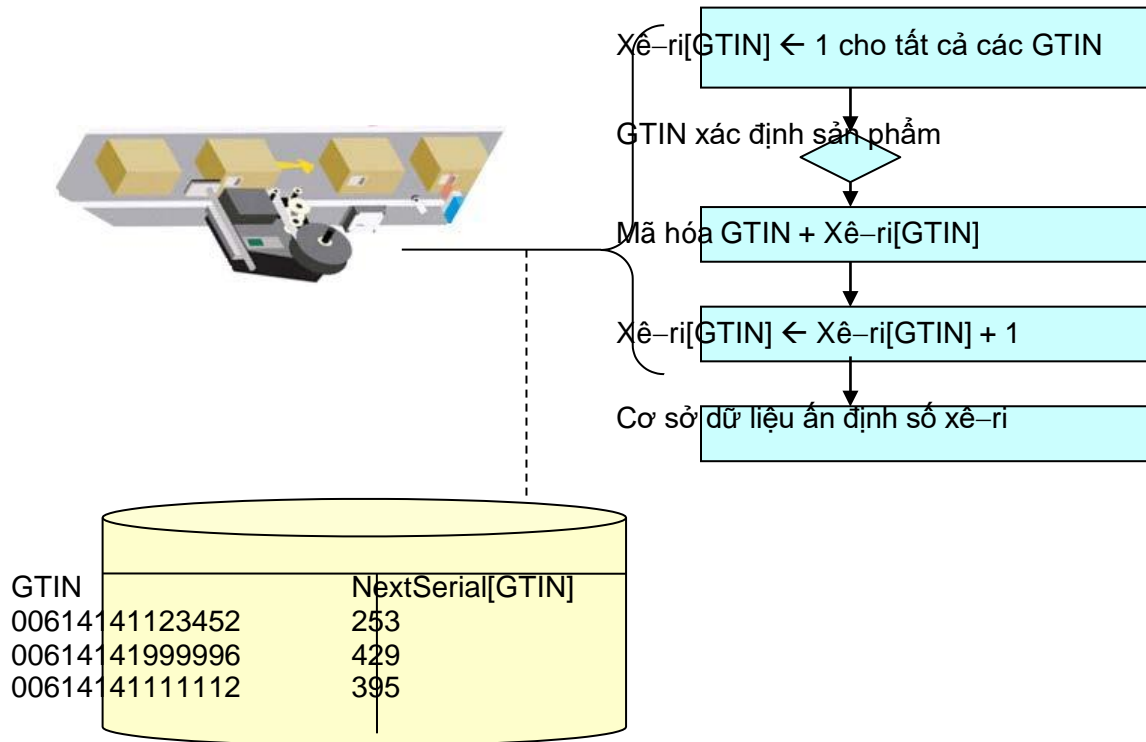 Xê–ri[GTIN] ← 1 cho tất cả các GTIN
GTIN xác định sản phẩm
Mã hóa GTIN + Xê–ri[GTIN]
Xê–ri[GTIN] ← Xê–ri[GTIN] + 1
Cơ sở dữ liệu ấn định số xê–ri
GTIN NextSerial[GTIN]
00614141123452 253
00614141999996 429
00614141111112 395